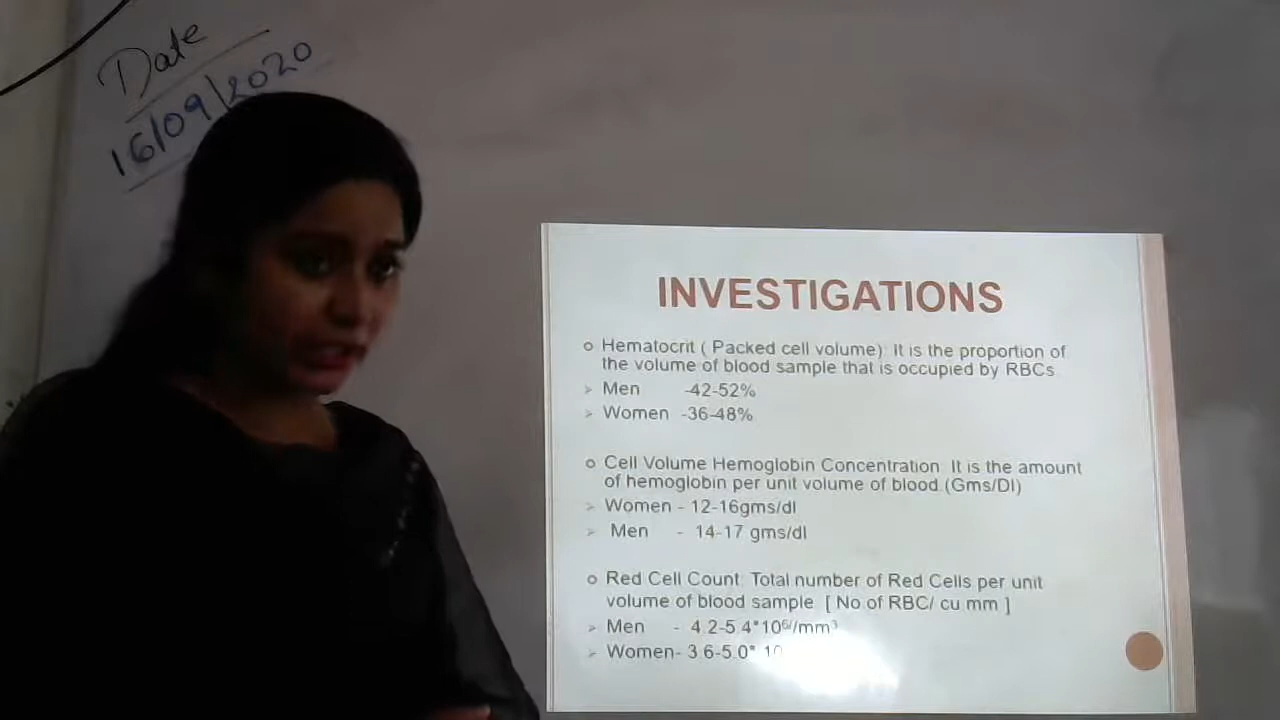 Date
16/09/2020
INVESTIGATIONS
Hematocrit ( Packed cell volume): It is the proportion of
the volume of blood sample that is occupied by RBCs
Men -42-52%
Women -36-48%
Cell Volume Hemoglobin Concentration: It is the amount
of hemoglobin per unit volume of blood.(Gms/Dl)
Women - 12-16gms/dl
Men - 14-17 gms/dl
Red Cell Count: Total number of Red Cells per unit
volume of blood sample. [ No of RBC/ cu mm ]
Men - 4.2-5.4*10⁶/mm³
Women- 3.6-5.0* 10